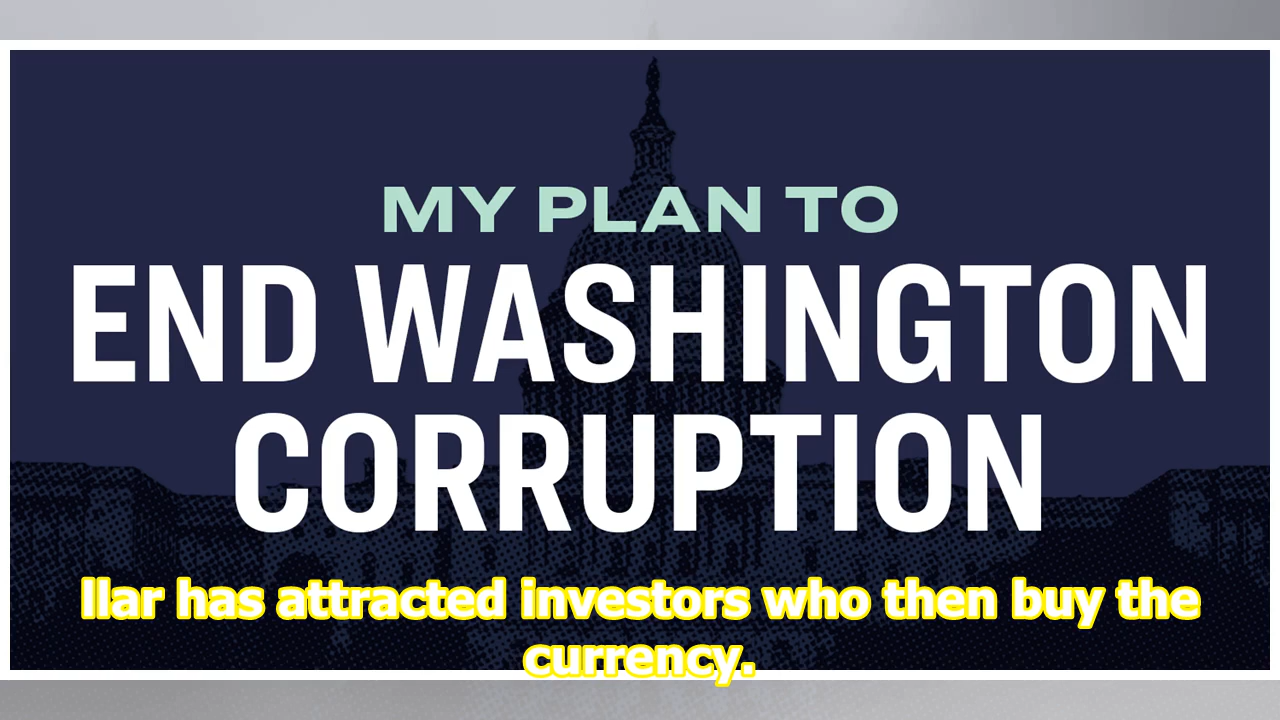 MY PLAN TO
END WASHINGTON
CORRUPTION
llar has attracted investors who then buy the
currency.